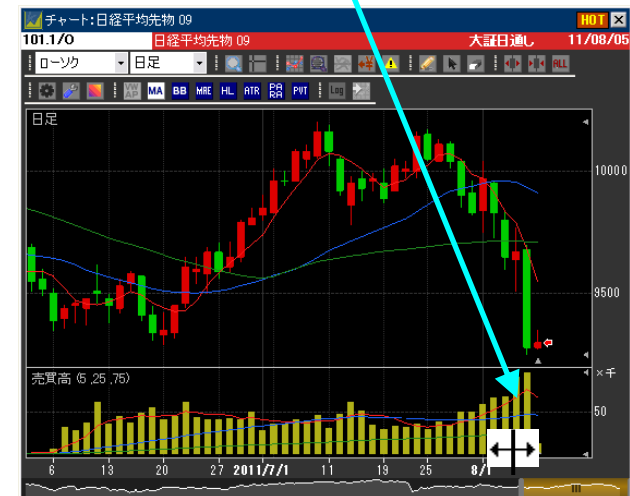 チャート:日経平均先物 09 HOT
101.1/0 日経平均先物 09 大証日通し 11/08/05
ローソク 日足 ALL
VWAP MA BB MAE HL ATR PARA PVT Log
日足
10000
9500
売買高 (5 ,25 ,75) ×千
50
6 13 20 27 2011/7/1 11 19 25 8/1